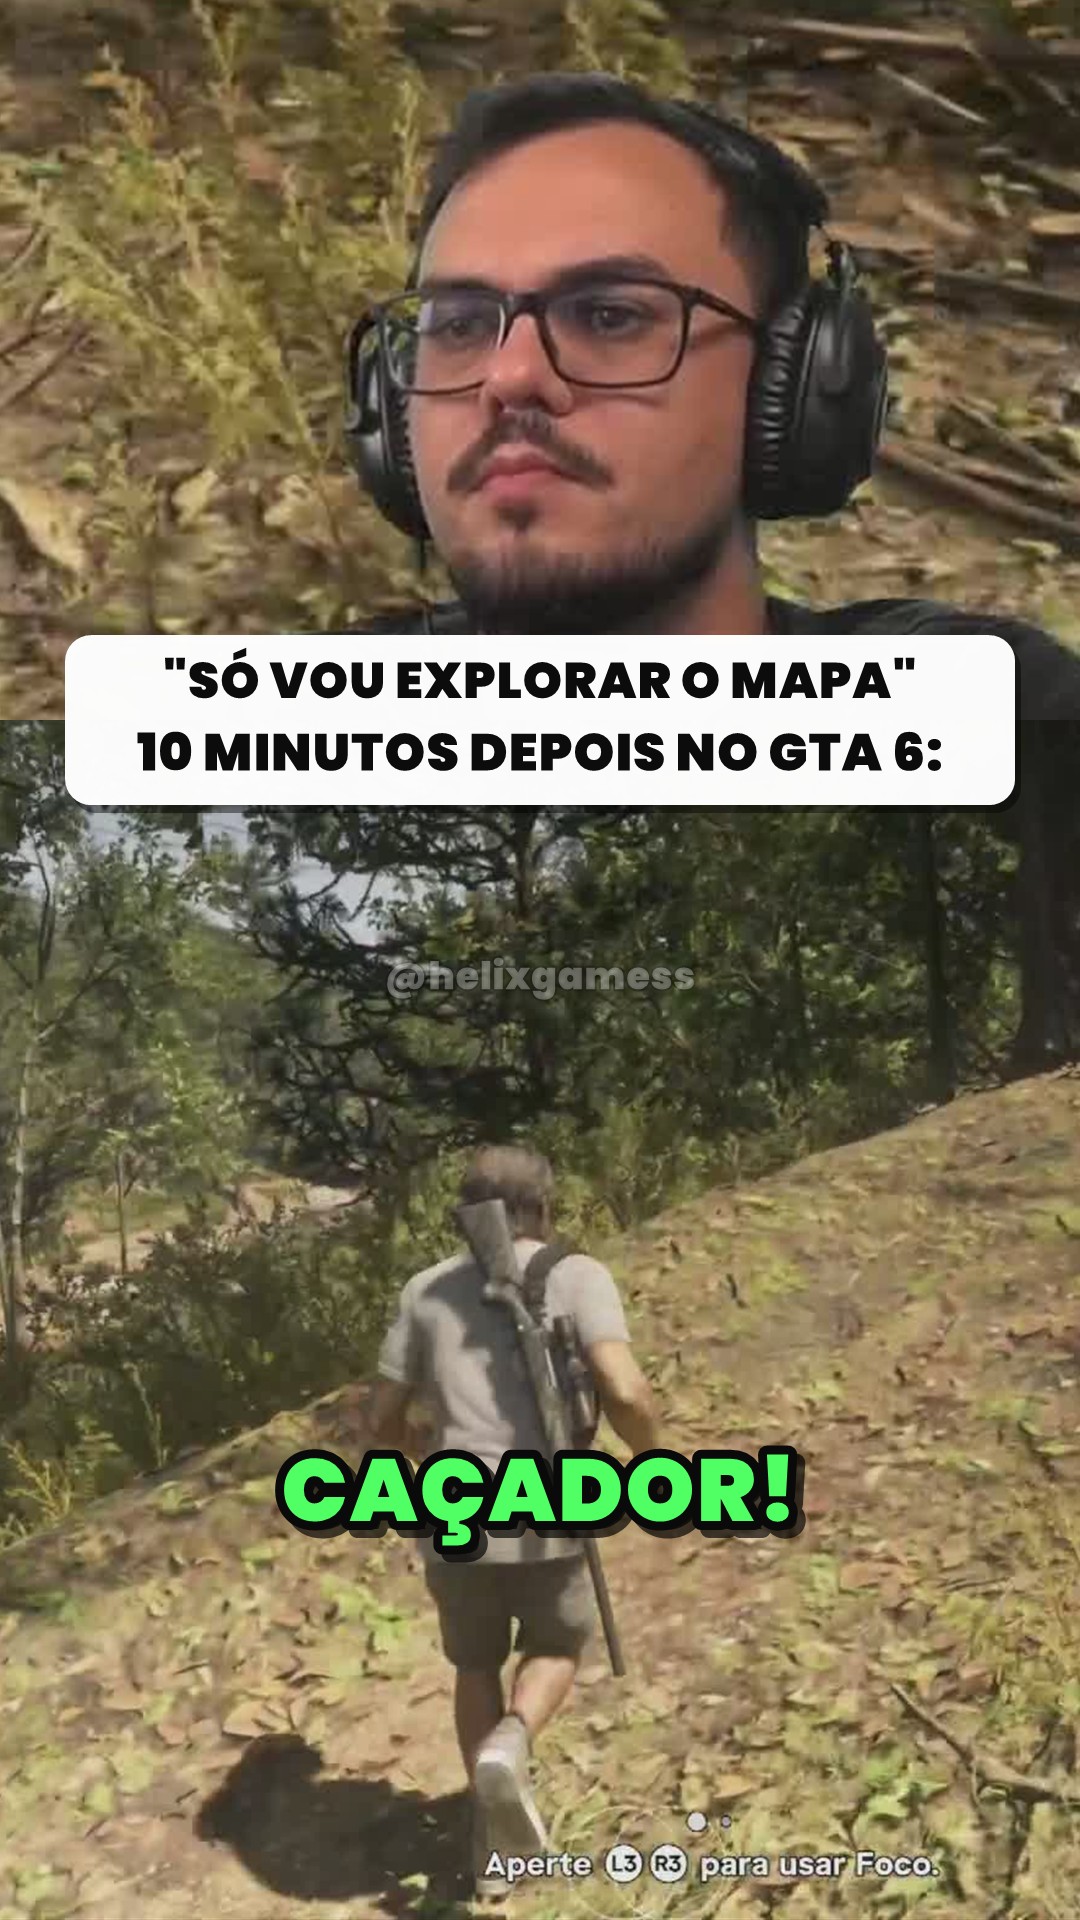 "SÓ VOU EXPLORAR O MAPA"
10 MINUTOS DEPOIS NO GTA 6:
@helixgamess
CAÇADOR!
Aperte L3 R3 para usar Foco.